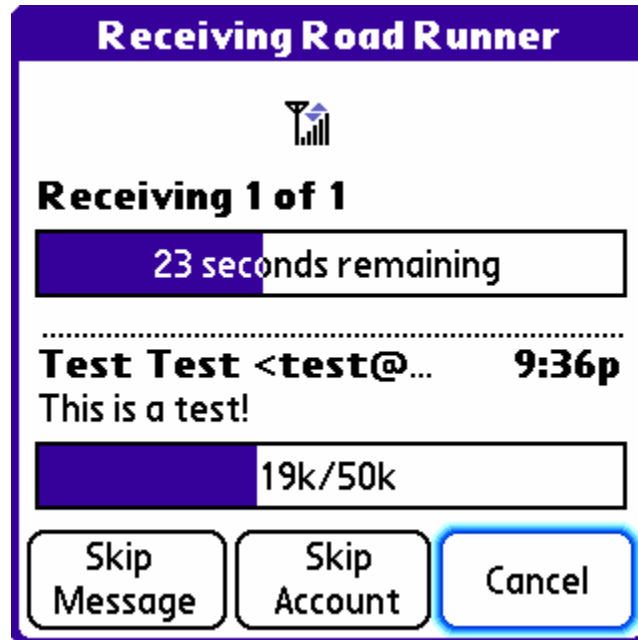 Receiving Road Runner
Receiving 1 of 1
23 seconds remaining
Test Test <test@... 9:36p
This is a test!
19k/50k
Skip Message
Skip Account
Cancel